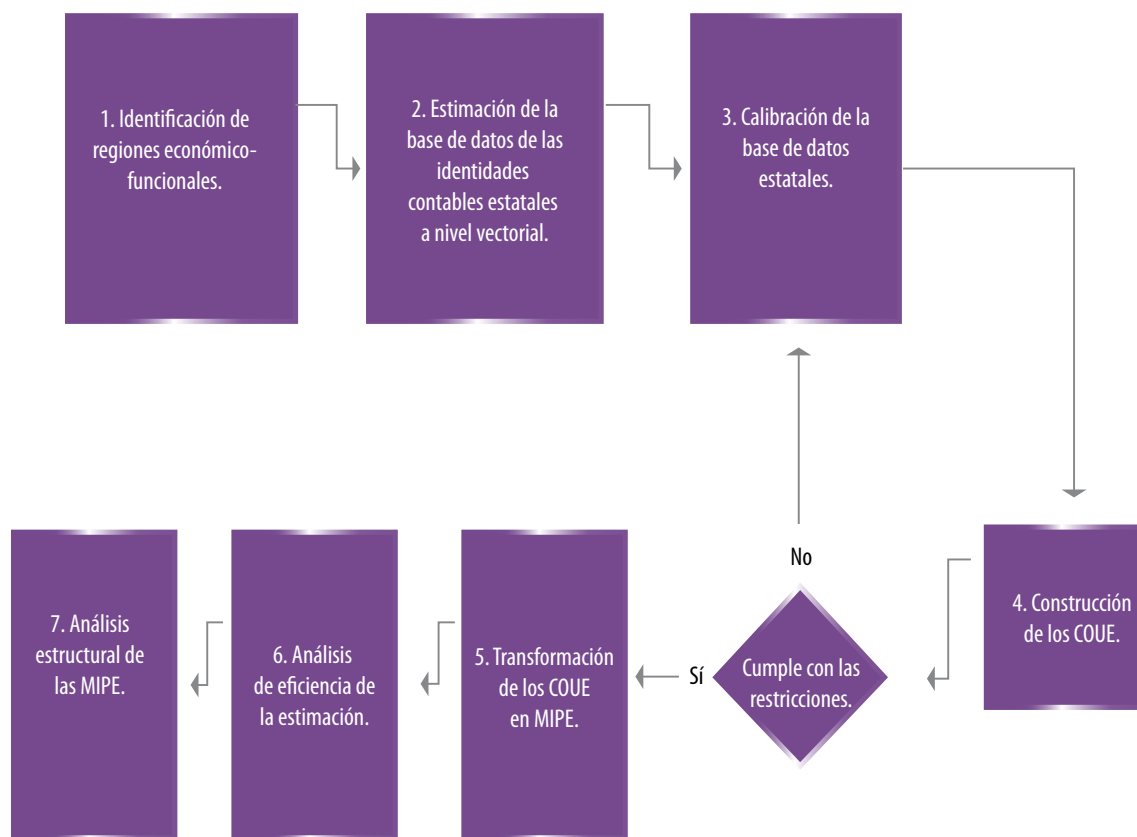 1. Identificación de
regiones económico-
funcionales.
2. Estimación de la
base de datos de las
identidades
contables estatales
a nivel vectorial.
3. Calibración de la
base de datos
estatales.
4. Construcción
de los COUE.
No
Cumple con las
restricciones.
Sí
5. Transformación
de los COUE
en MIPE.
6. Análisis
de eficiencia de
la estimación.
7. Análisis
estructural de
las MIPE.